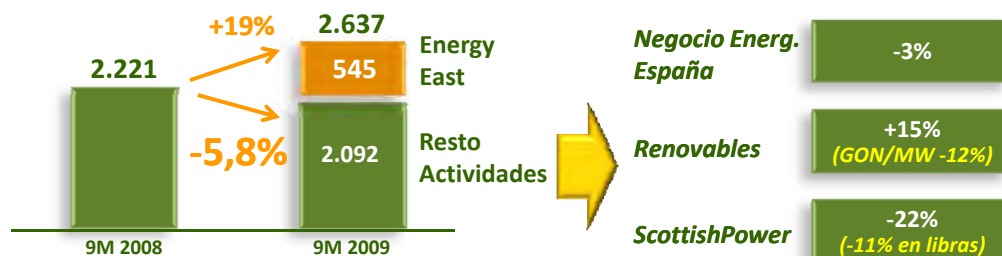 +19%
2.637
2.221
545
Energy
East
-5,8%
2.092
Resto
Actividades
9M 2008
9M 2009
Negocio Energ.
España
-3%
Renovables
+15%
(GON/MW -12%)
ScottishPower
-22%
(-11% en libras)